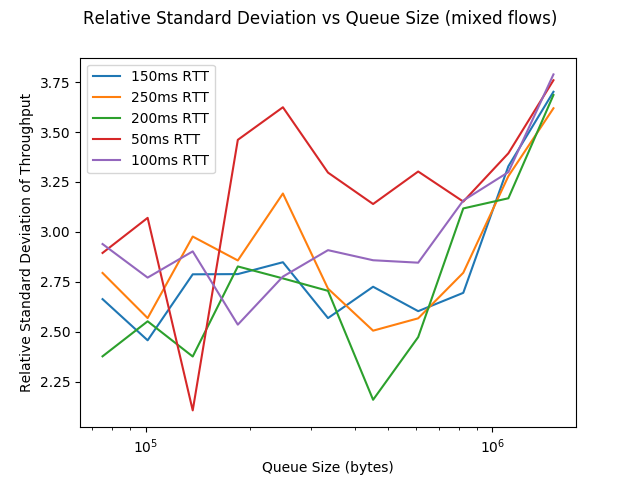 Relative Standard Deviation vs Queue Size (mixed flows)
150ms RTT
250ms RTT
200ms RTT
50ms RTT
100ms RTT
Relative Standard Deviation of Throughput
3.75
3.50
3.25
3.00
2.75
2.50
2.25
10^5
10^6
Queue Size (bytes)